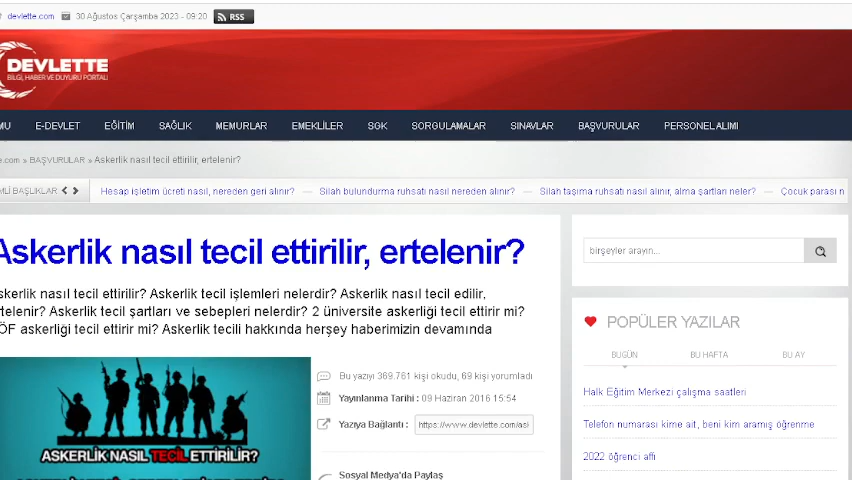 devlette.com 30 Ağustos Çarşamba 2023 - 09:20 RSS
DEVLETTE
BİLGİ, HABER VE DUYURU PORTALI
MU E-DEVLET EĞİTİM SAĞLIK MEMURLAR EMEKLİLER SGK SORGULAMALAR SINAVLAR BAŞVURULAR PERSONEL ALIMI
te.com » BAŞVURULAR » Askerlik nasıl tecil ettirilir, ertelenir?
MLİ BAŞLIKLAR Hesap işletim ücreti nasıl, nereden geri alınır? — Silah bulundurma ruhsatı nasıl nereden alınır? — Silah taşıma ruhsatı nasıl alınır, alma şartları neler? — Çocuk parası n
Askerlik nasıl tecil ettirilir, ertelenir?
skerlik nasıl tecil ettirilir? Askerlik tecil işlemleri nelerdir? Askerlik nasıl tecil edilir,
rtelenir? Askerlik tecil şartları ve sebepleri nelerdir? 2 üniversite askerliği tecil ettirir mi?
ÖF askerliği tecil ettirir mi? Askerlik tecili hakkında herşey haberimizin devamında
ASKERLİK NASIL TECİL ETTİRİLİR?
Bu yazıyı 369.761 kişi okudu, 69 kişi yorumladı
Yayınlanma Tarihi : 09 Haziran 2016 15:54
Yazıya Bağlantı : https://www.devlette.com/asl
Sosyal Medya'da Paylaş
birşeyler arayın...
POPÜLER YAZILAR
BUGÜN BU HAFTA BU AY
Halk Eğitim Merkezi çalışma saatleri
Telefon numarası kime ait, beni kim aramış öğrenme
2022 öğrenci affı